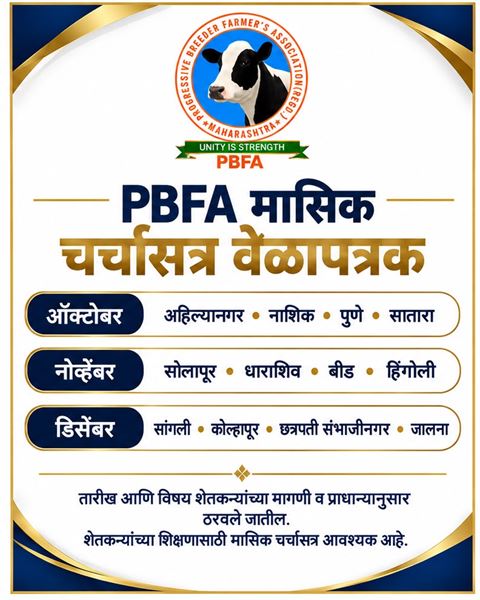 PROGRESSIVE BREEDER FARMER'S ASSOCIATION(REGD.)
★MAHARASHTRA★
UNITY IS STRENGTH
PBFA
PBFA मासिक
चर्चासत्र वेळापत्रक
ऑक्टोबर अहिल्यानगर • नाशिक • पुणे • सातारा
नोव्हेंबर सोलापूर • धाराशिव • बीड • हिंगोली
डिसेंबर सांगली • कोल्हापूर • छत्रपती संभाजीनगर • जालना
तारीख आणि विषय शेतकऱ्यांच्या मागणी व प्राधान्यानुसार
ठरवले जातील.
शेतकऱ्यांच्या शिक्षणासाठी मासिक चर्चासत्र आवश्यक आहे.